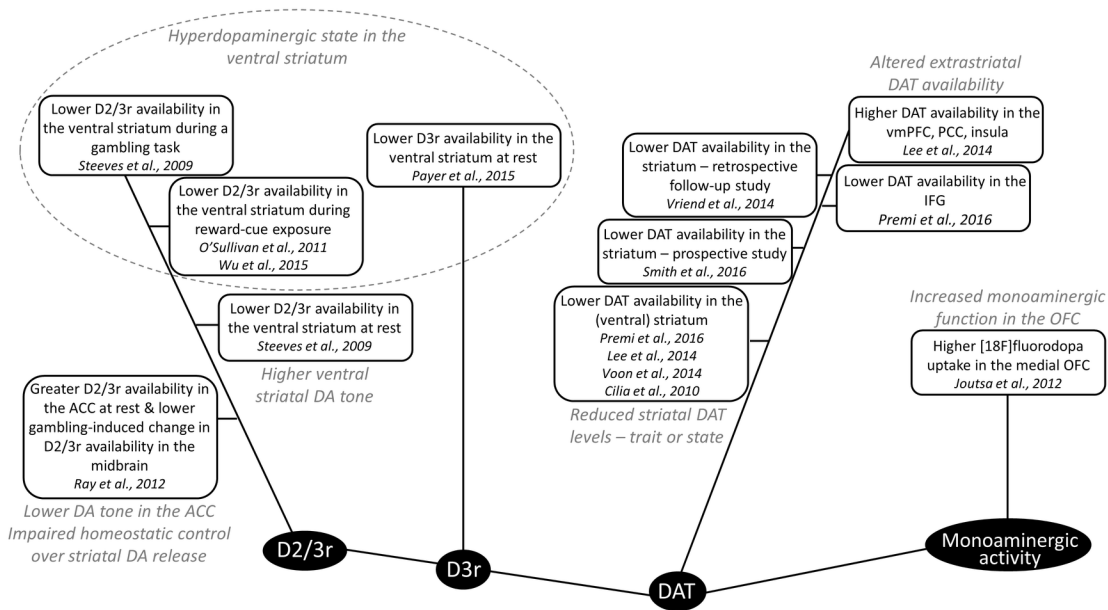 Hyperdopaminergic state in the
ventral striatum
Lower D2/3r availability in
the ventral striatum during a
gambling task
Steeves et al., 2009
Lower D2/3r availability in
the ventral striatum during
reward-cue exposure
O’Sullivan et al., 2011
Wu et al., 2015
Lower D3r availability in the
ventral striatum at rest
Payer et al., 2015
Lower D2/3r availability in
the ventral striatum at rest
Steeves et al., 2009
Higher ventral
striatal DA tone
Greater D2/3r availability in
the ACC at rest & lower
gambling-induced change in
D2/3r availability in the
midbrain
Ray et al., 2012
Lower DA tone in the ACC
Impaired homeostatic control
over striatal DA release
Altered extrastriatal
DAT availability
Higher DAT availability in the
vmPFC, PCC, insula
Lee et al., 2014
Lower DAT availability in the
striatum – retrospective
follow-up study
Vriend et al., 2014
Lower DAT availability in the
IFG
Premi et al., 2016
Lower DAT availability in the
striatum – prospective study
Smith et al., 2016
Lower DAT availability in the
(ventral) striatum
Premi et al., 2016
Lee et al., 2014
Voon et al., 2014
Cilia et al., 2010
Reduced striatal DAT
levels – trait or state
Increased monoaminergic
function in the OFC
Higher [18F]fluorodopa
uptake in the medial OFC
Joutsa et al., 2012
D2/3r
D3r
DAT
Monoaminergic
activity